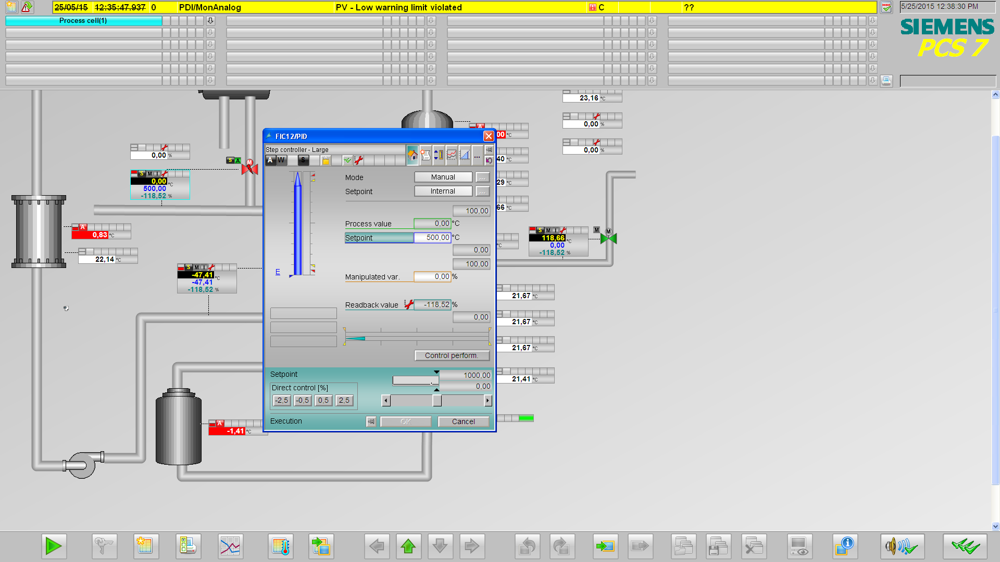 25/05/15 12:35:47.937 0 PDI/MonAnalog PV - Low warning limit violated C ??
5/25/2015 12:38:30 PM
Process cell(1)
SIEMENS
PCS 7
23,16 °C
0,00 %
0,00 %
0,00 %
S A
M
S M I
0,00 °C
500,00
-118,52 %
A
0,83 °C
22,14 °C
S M I
-47,41 °C
-47,41
-118,52 %
A
-1,41 °C
A
00 °C
40 °C
29 °C
66 °C
°C
S M I
118,66 °C
0,00
-118,52 %
M
M
21,67 °C
21,67 °C
21,67 °C
21,41 °C
FIC12/PID
Step controller - Large
A W S
...
Mode Manual ...
Setpoint Internal ...
100,00
Process value 0,00 °C
Setpoint 500,00 °C
0,00
100,00
E
Manipulated var. 0,00 %
Readback value -118,52 %
0,00
Control perform.
Setpoint
1000,00
0,00
Direct control [%]
-2,5 -0,5 0,5 2,5
Execution OK Cancel